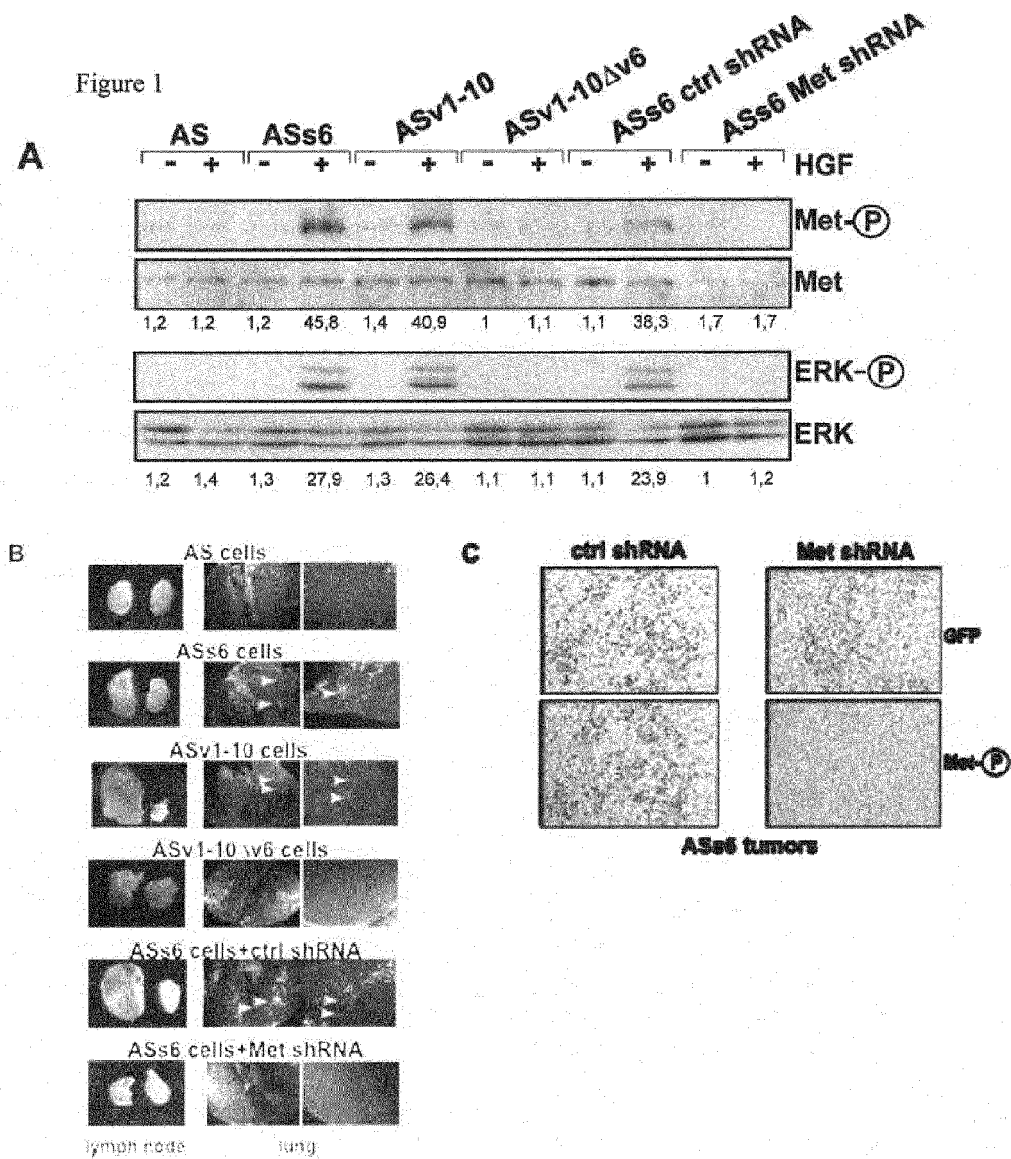 Figure 1
A
AS ASs6 ASv1-10 ASv1-10Δv6 ASs6 ctrl shRNA ASs6 Met shRNA
- + - + - + - + - + - + HGF
Met-P
Met
1,2 1,2 1,2 45,8 1,4 40,9 1 1,1 1,1 38,3 1,7 1,7
ERK-P
ERK
1,2 1,4 1,3 27,9 1,3 26,4 1,1 1,1 1,1 23,9 1 1,2
B
AS cells
ASs6 cells
ASv1-10 cells
ASv1-10 v6 cells
ASs6 cells+ctrl shRNA
ASs6 cells+Met shRNA
lymph node lung
C
ctrl shRNA Met shRNA
GFP
Met-P
ASs6 tumors